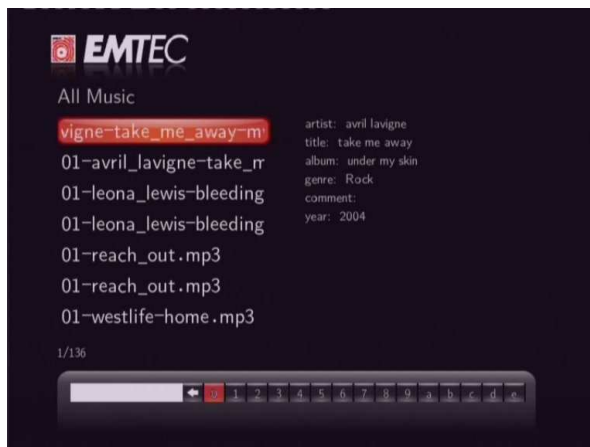 EMTEC
All Music
vigne-take_me_away-m
01-avril_lavigne-take_m
01-leona_lewis-bleeding
01-leona_lewis-bleeding
01-reach_out.mp3
01-reach_out.mp3
01-westlife-home.mp3
artist: avril lavigne
title: take me away
album: under my skin
genre: Rock
comment:
year: 2004
1/136
0 1 2 3 4 5 6 7 8 9 a b c d e